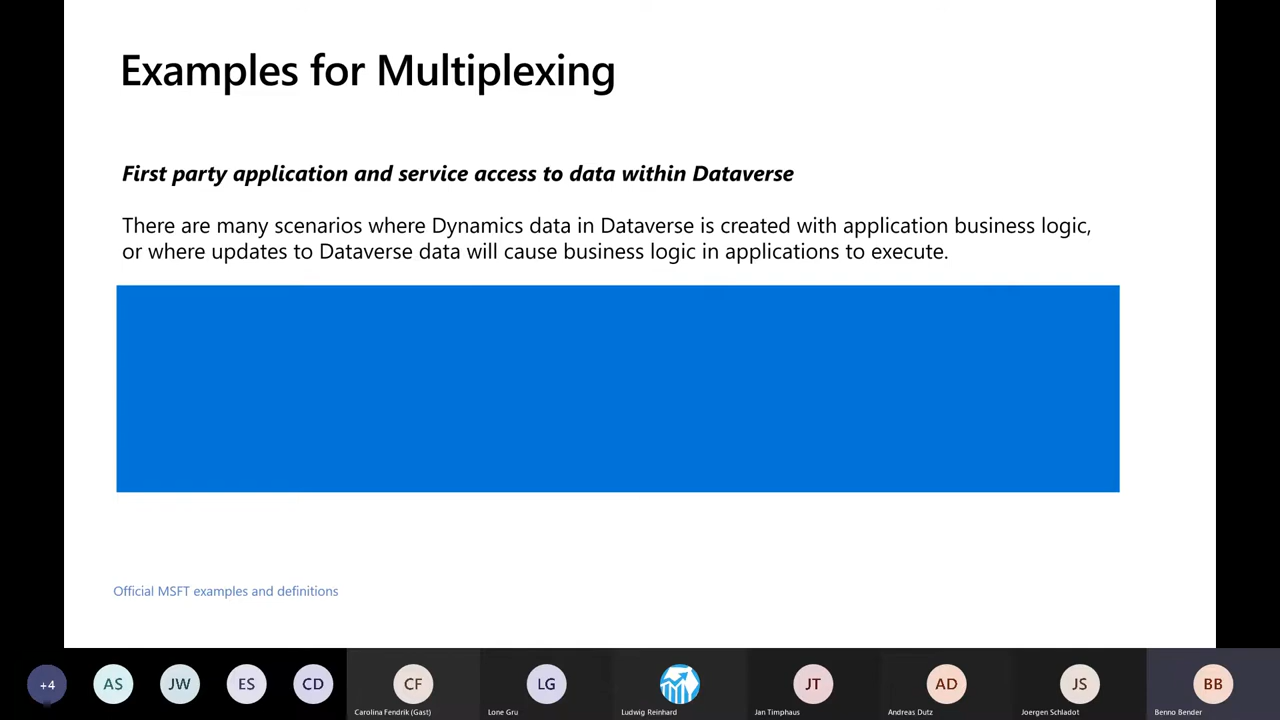 Examples for Multiplexing
First party application and service access to data within Dataverse
There are many scenarios where Dynamics data in Dataverse is created with application business logic,
or where updates to Dataverse data will cause business logic in applications to execute.
Official MSFT examples and definitions
+4
AS
JW
ES
CD
CF
LG
JT
AD
JS
BB
Carolina Fendrik (Gast)
Lone Gru
Ludwig Reinhard
Jan Timphaus
Andreas Dutz
Joergen Schladot
Benno Bender